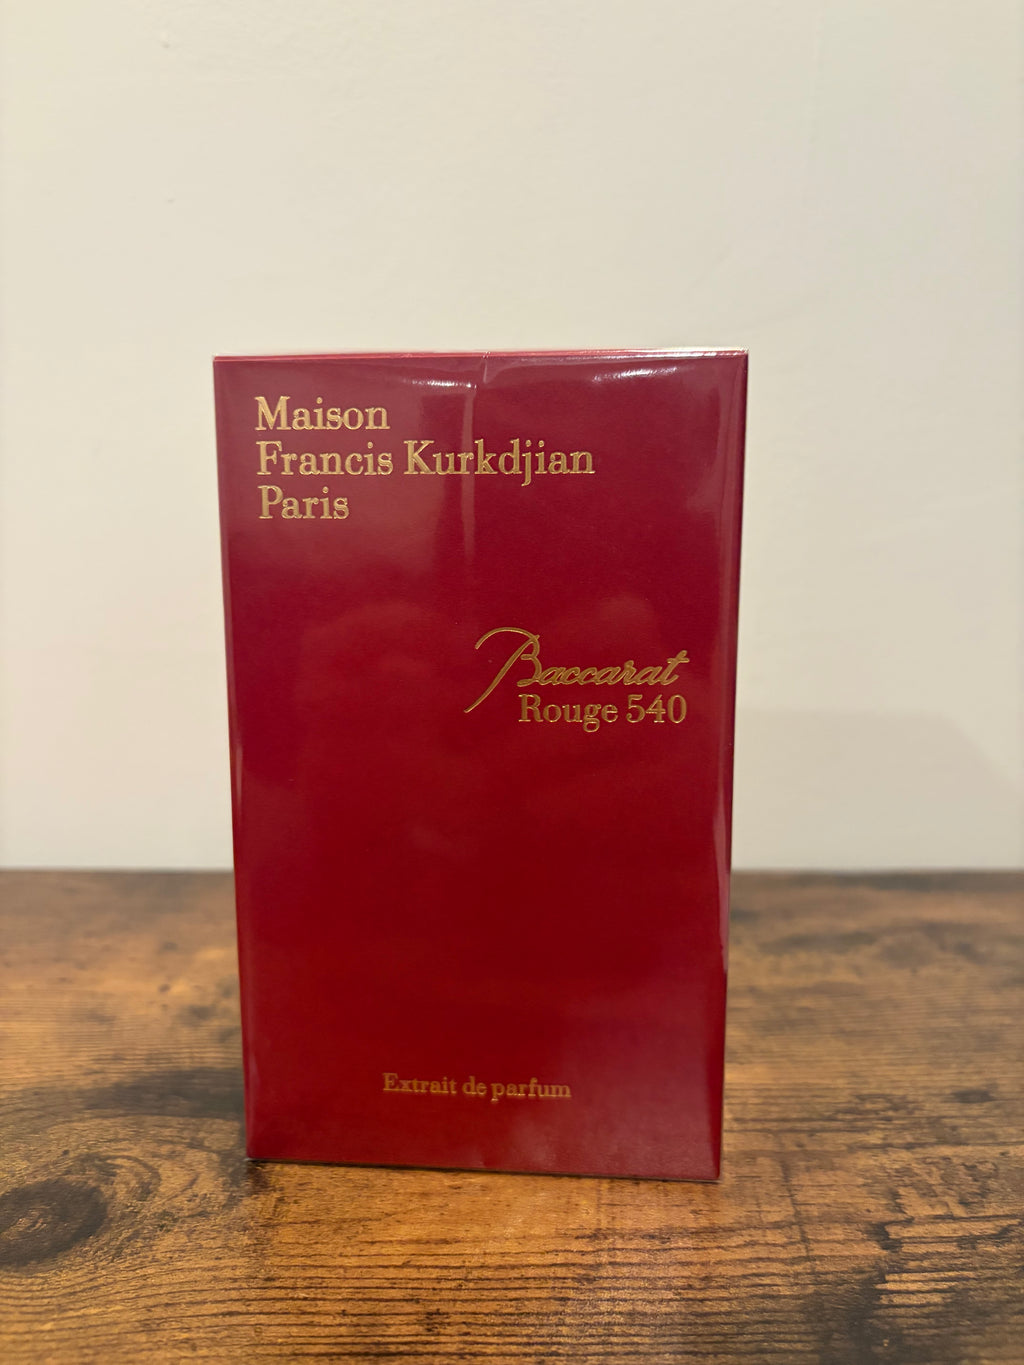 Maison
Francis Kurkdjian
Paris
Baccarat
Rouge 540
Extrait de parfum